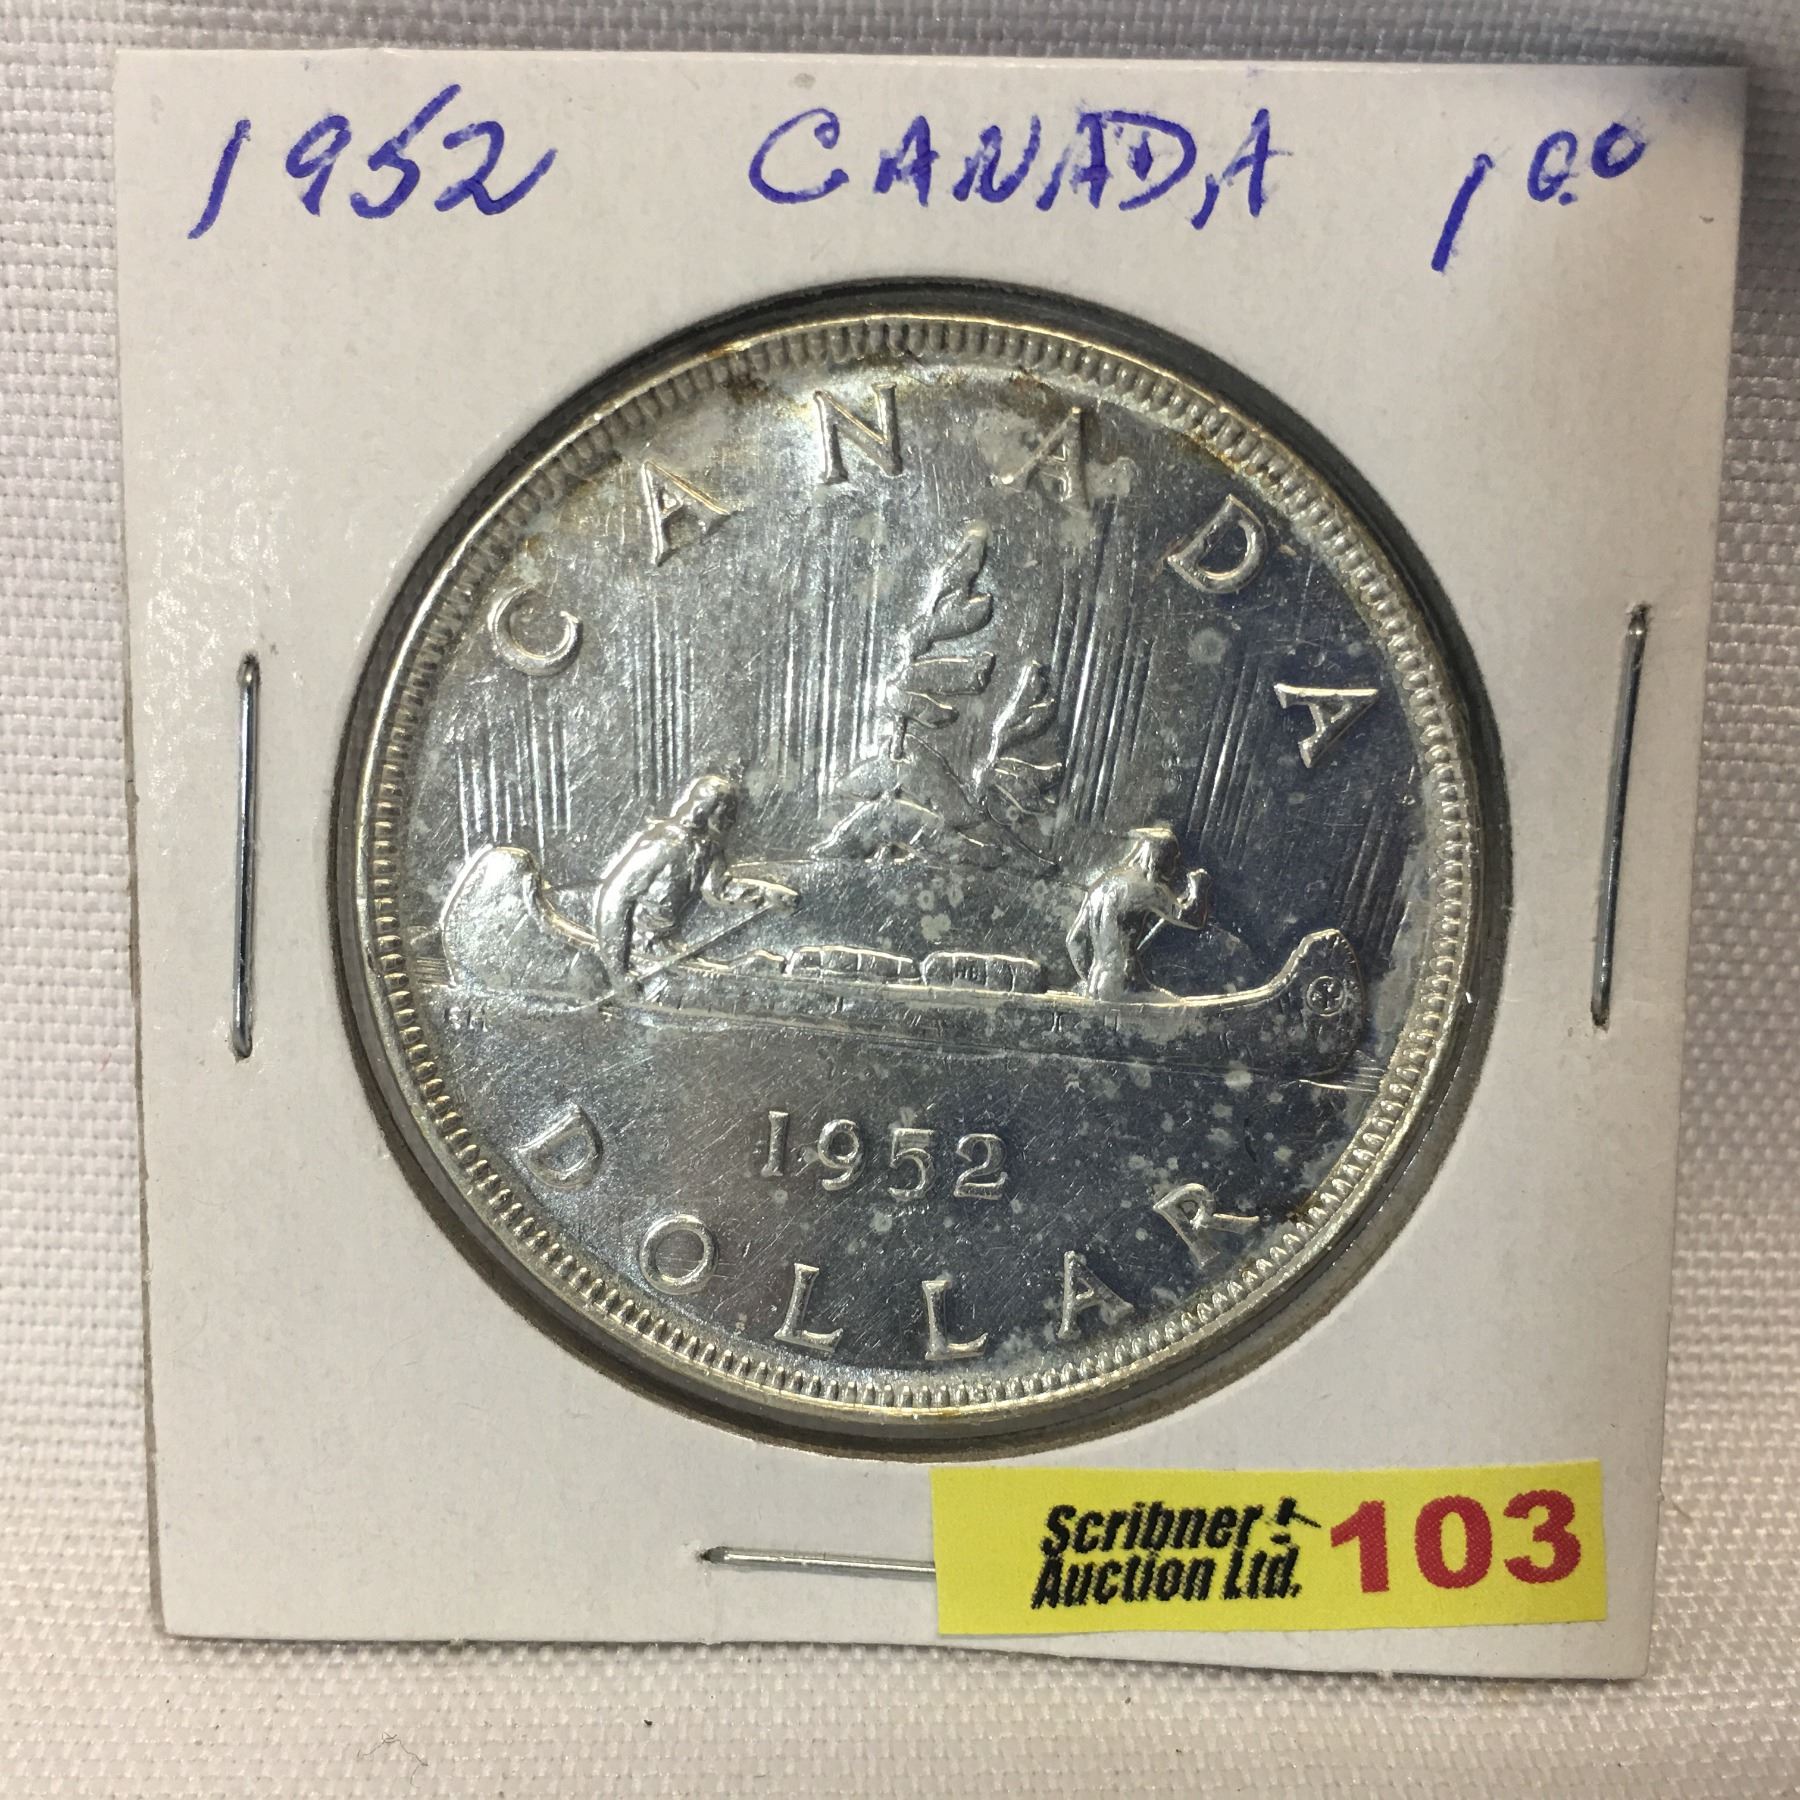 1952 CANADA 1.00
CANADA
1952
DOLLAR
Scribner Auction Ltd. 103